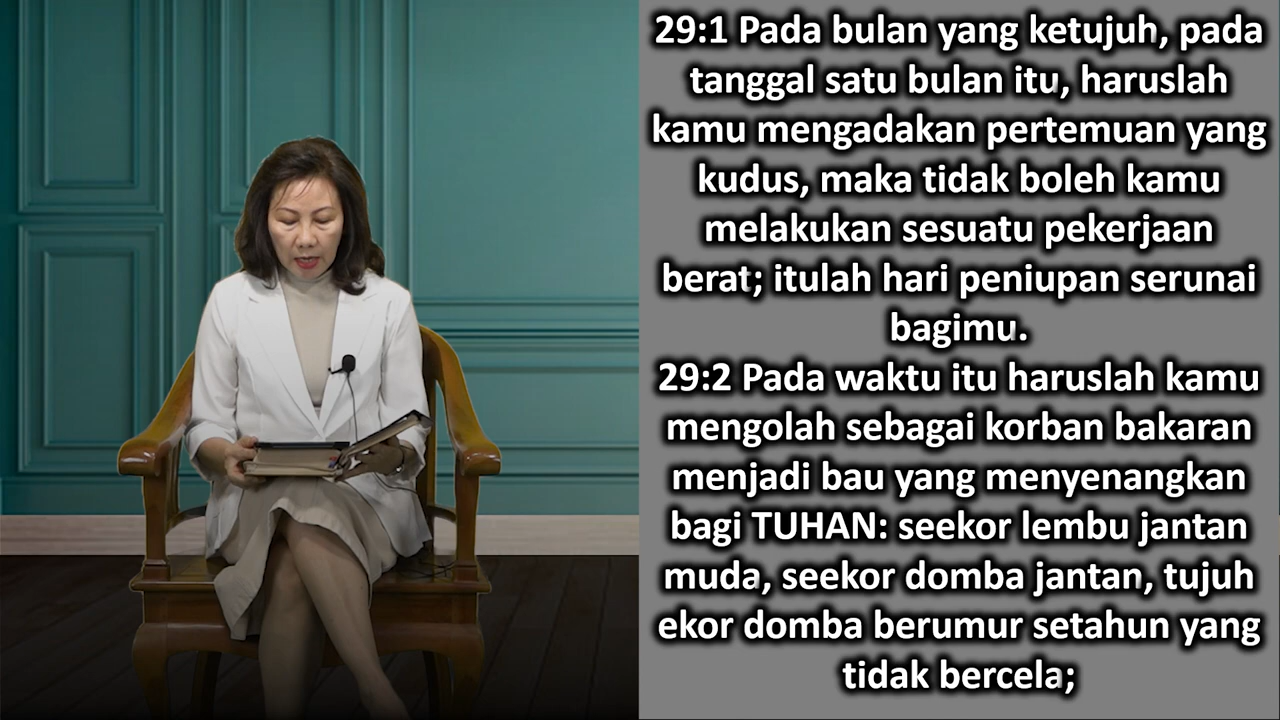 29:1 Pada bulan yang ketujuh, pada
tanggal satu bulan itu, haruslah
kamu mengadakan pertemuan yang
kudus, maka tidak boleh kamu
melakukan sesuatu pekerjaan
berat; itulah hari peniupan serunai
bagimu.
29:2 Pada waktu itu haruslah kamu
mengolah sebagai korban bakaran
menjadi bau yang menyenangkan
bagi TUHAN: seekor lembu jantan
muda, seekor domba jantan, tujuh
ekor domba berumur setahun yang
tidak bercela;